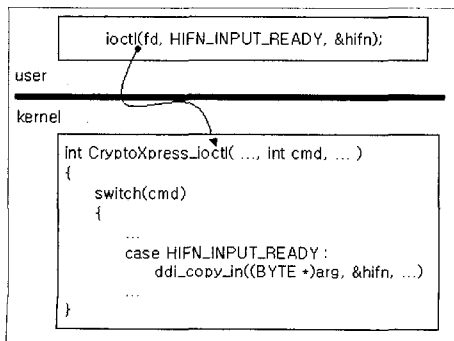 ioctl(fd, HIFN_INPUT_READY, &hifn);
user
kernel
int CryptoXpress_ioctl( ..., int cmd, ... )
{
switch(cmd)
{
...
case HIFN_INPUT_READY :
ddi_copy_in((BYTE *)arg, &hifn, ...)
...
}